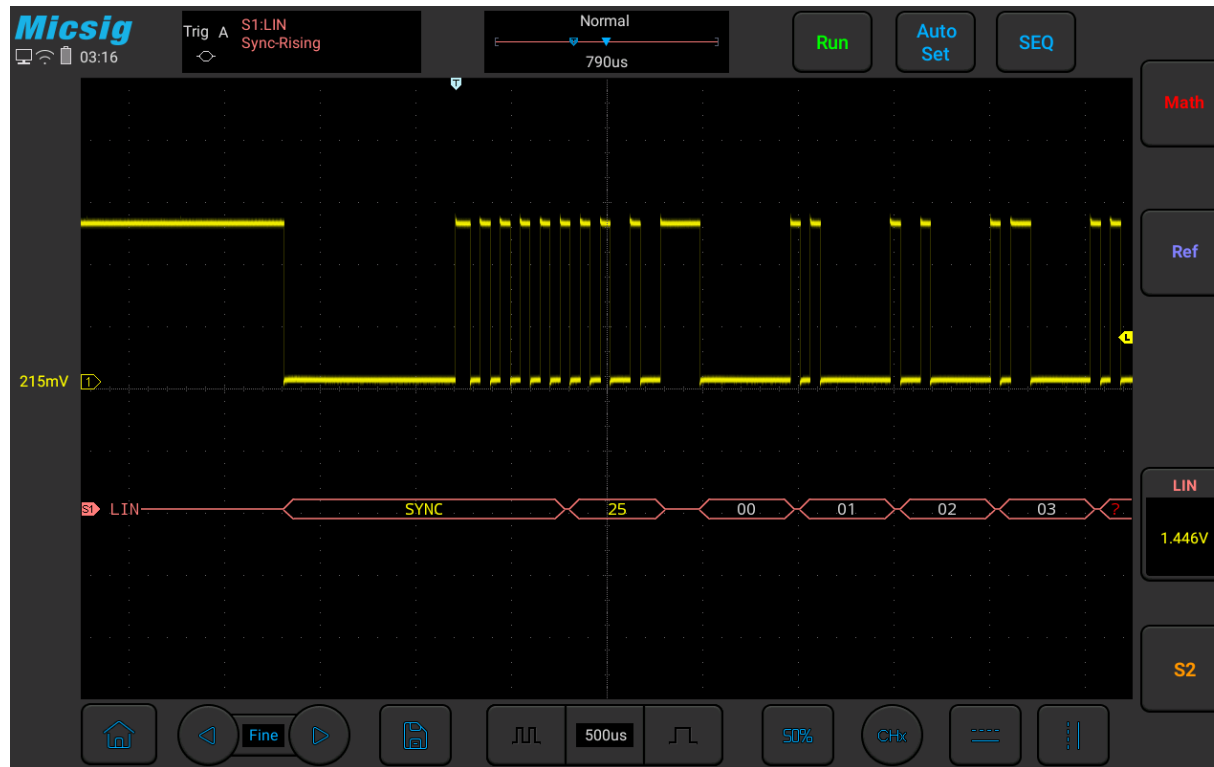 Micsig
03:16
Trig A S1:LIN
Sync-Rising
Normal
790us
Run
Auto
Set
SEQ
T
Math
Ref
L
215mV 1
S1 LIN SYNC 25 00 01 02 03 ?
LIN
1.446V
S2
Fine
500us
50%
CHx